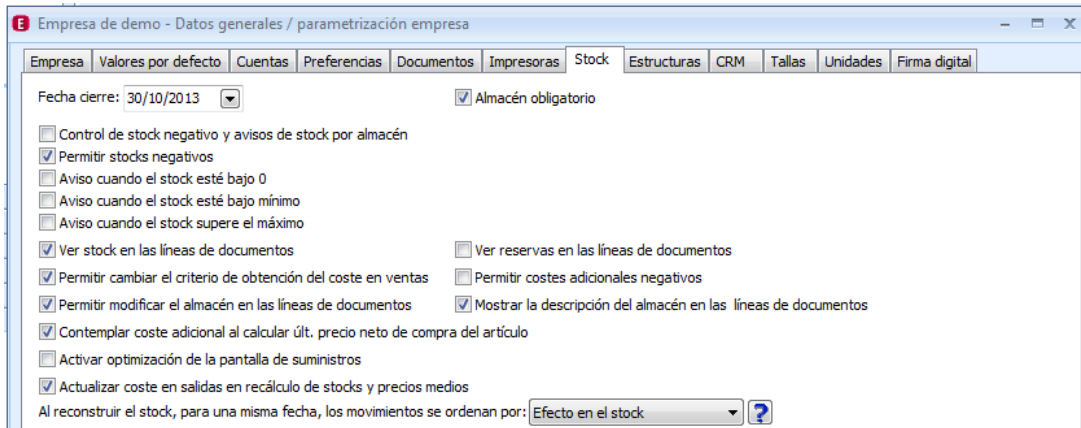 E Empresa de demo - Datos generales / parametrización empresa
Empresa Valores por defecto Cuentas Preferencias Documentos Impresoras Stock Estructuras CRM Tallas Unidades Firma digital
Fecha cierre: 30/10/2013 Almacén obligatorio
Control de stock negativo y avisos de stock por almacén
Permitir stocks negativos
Aviso cuando el stock esté bajo 0
Aviso cuando el stock esté bajo mínimo
Aviso cuando el stock supere el máximo
Ver stock en las líneas de documentos Ver reservas en las líneas de documentos
Permitir cambiar el criterio de obtención del coste en ventas Permitir costes adicionales negativos
Permitir modificar el almacén en las líneas de documentos Mostrar la descripción del almacén en las líneas de documentos
Contemplar coste adicional al calcular últ. precio neto de compra del artículo
Activar optimización de la pantalla de suministros
Actualizar coste en salidas en recálculo de stocks y precios medios
Al reconstruir el stock, para una misma fecha, los movimientos se ordenan por: Efecto en el stock ?